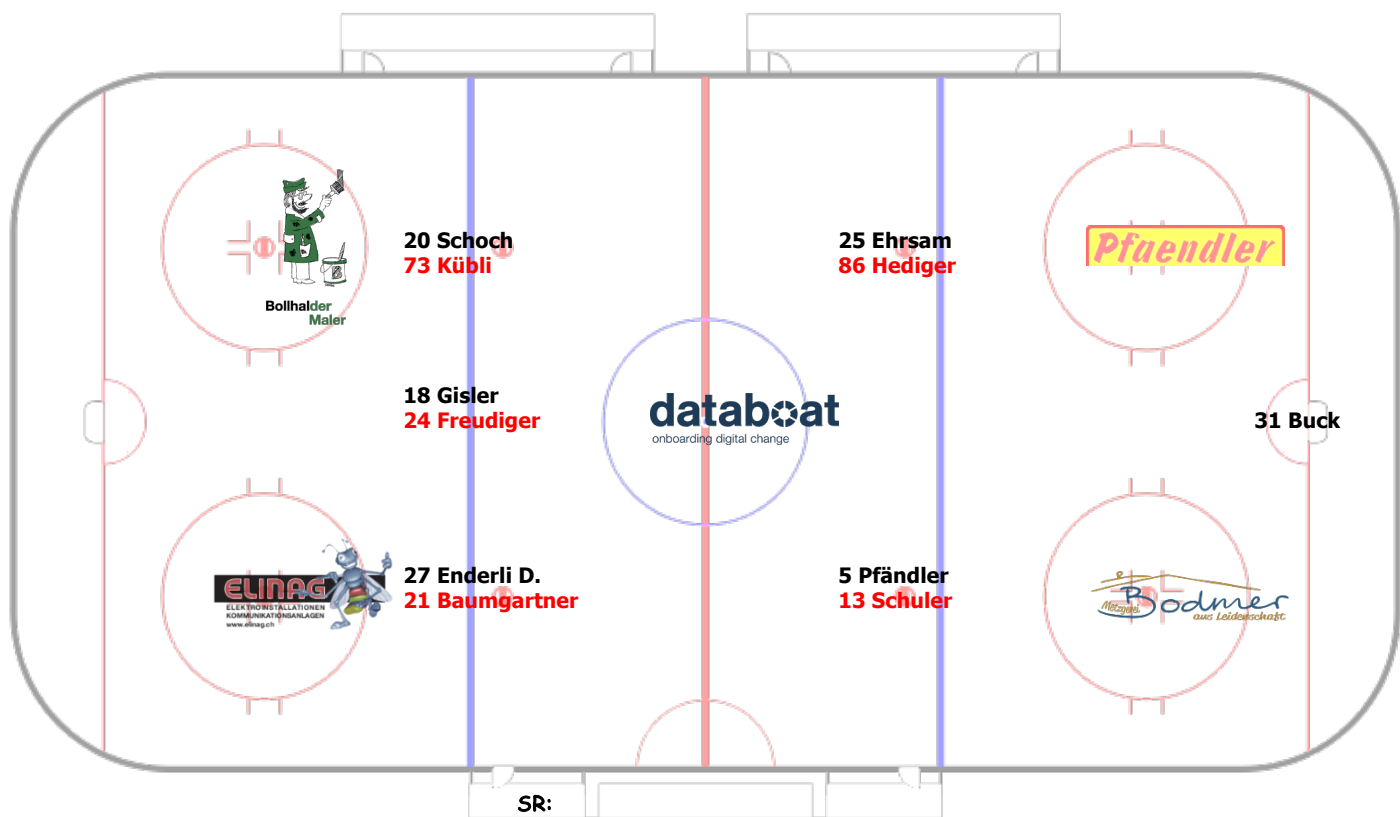 20 Schoch
73 Kübli
25 Ehrsam
86 Hediger
Pfaendler
Bollhalder
Maler
18 Gisler
24 Freudiger
databoat
onboarding digital change
31 Buck
27 Enderli D.
21 Baumgartner
5 Pfändler
13 Schuler
ELINAG
ELEKTROINSTALLATIONEN
KOMMUNIKATIONSANLAGEN
www.elinag.ch
Metzgerei
Bodmer
aus Leidenschaft
SR: